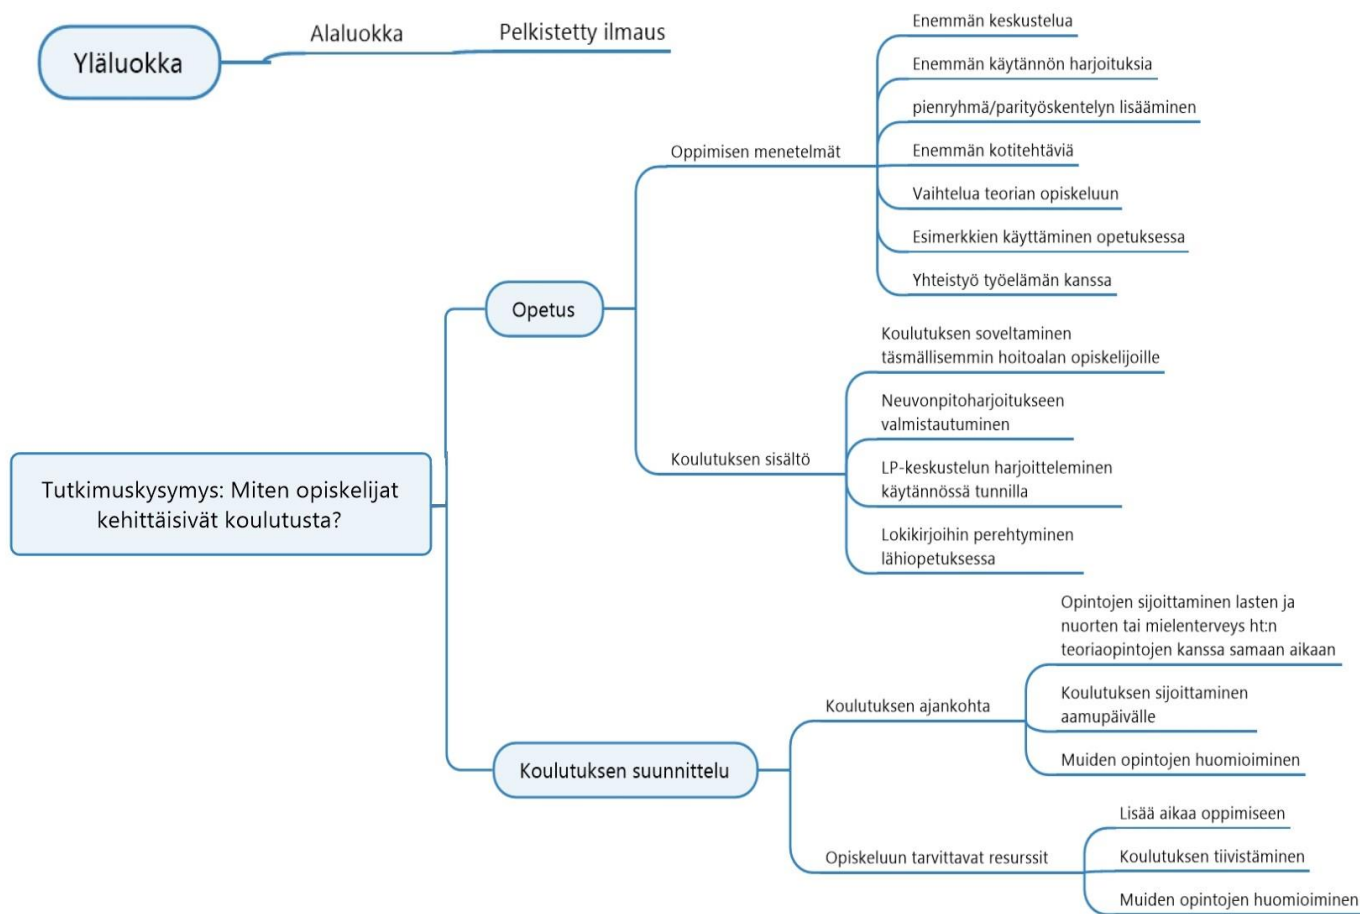 Yläluokka
Alaluokka
Pelkistetty ilmaus
Tutkimuskysymys: Miten opiskelijat
kehittäisivät koulutusta?
Opetus
Oppimisen menetelmät
Enemmän keskustelua
Enemmän käytännön harjoituksia
pienryhmä/parityöskentelyn lisääminen
Enemmän kotitehtäviä
Vaihtelua teorian opiskeluun
Esimerkkien käyttäminen opetuksessa
Yhteistyö työelämän kanssa
Koulutuksen sisältö
Koulutuksen soveltaminen
täsmällisemmin hoitoalan opiskelijoille
Neuvonpitoharjoitukseen
valmistautuminen
LP-keskustelun harjoitteleminen
käytännössä tunnilla
Lokikirjoihin perehtyminen
lähiopetuksessa
Koulutuksen suunnittelu
Koulutuksen ajankohta
Opintojen sijoittaminen lasten ja
nuorten tai mielenterveys ht:n
teoriaopintojen kanssa samaan aikaan
Koulutuksen sijoittaminen
aamupäivälle
Muiden opintojen huomioiminen
Opiskeluun tarvittavat resurssit
Lisää aikaa oppimiseen
Koulutuksen tiivistäminen
Muiden opintojen huomioiminen